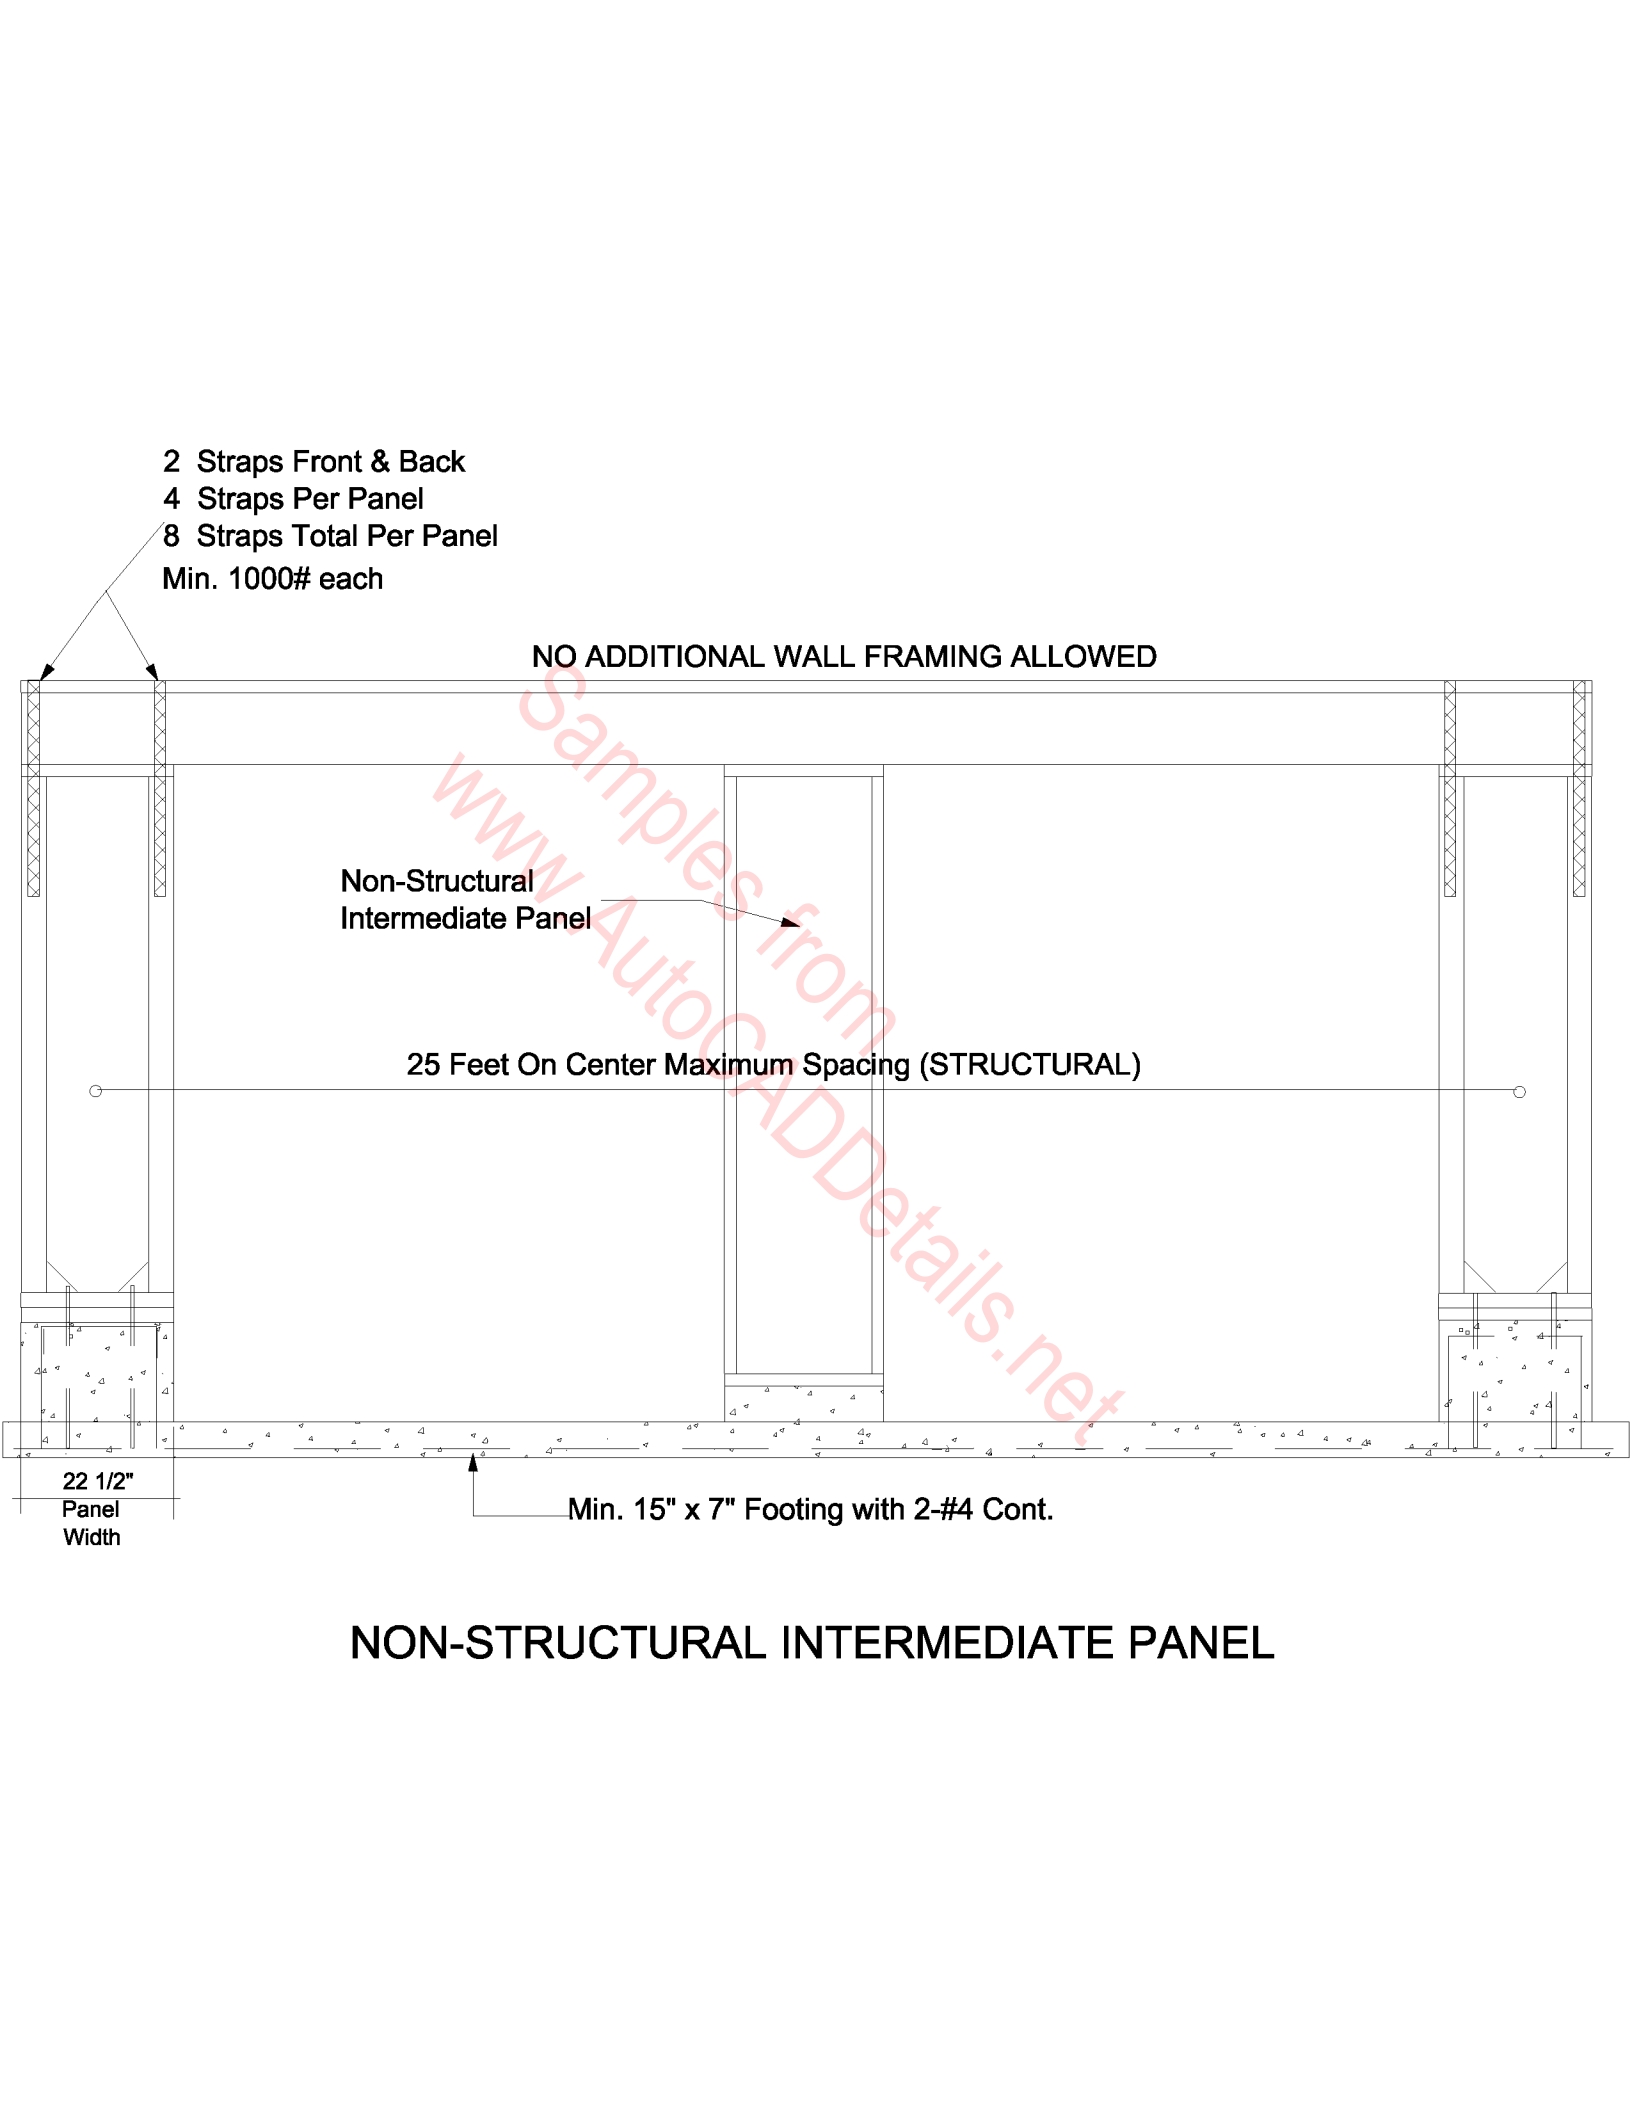 2 Straps Front & Back
4 Straps Per Panel
8 Straps Total Per Panel
Min. 1000# each
NO ADDITIONAL WALL FRAMING ALLOWED
Samples from
www.AutoCADDetails.net
Non-Structural
Intermediate Panel
25 Feet On Center Maximum Spacing (STRUCTURAL)
22 1/2"
Panel
Width
Min. 15" x 7" Footing with 2-#4 Cont.
NON-STRUCTURAL INTERMEDIATE PANEL